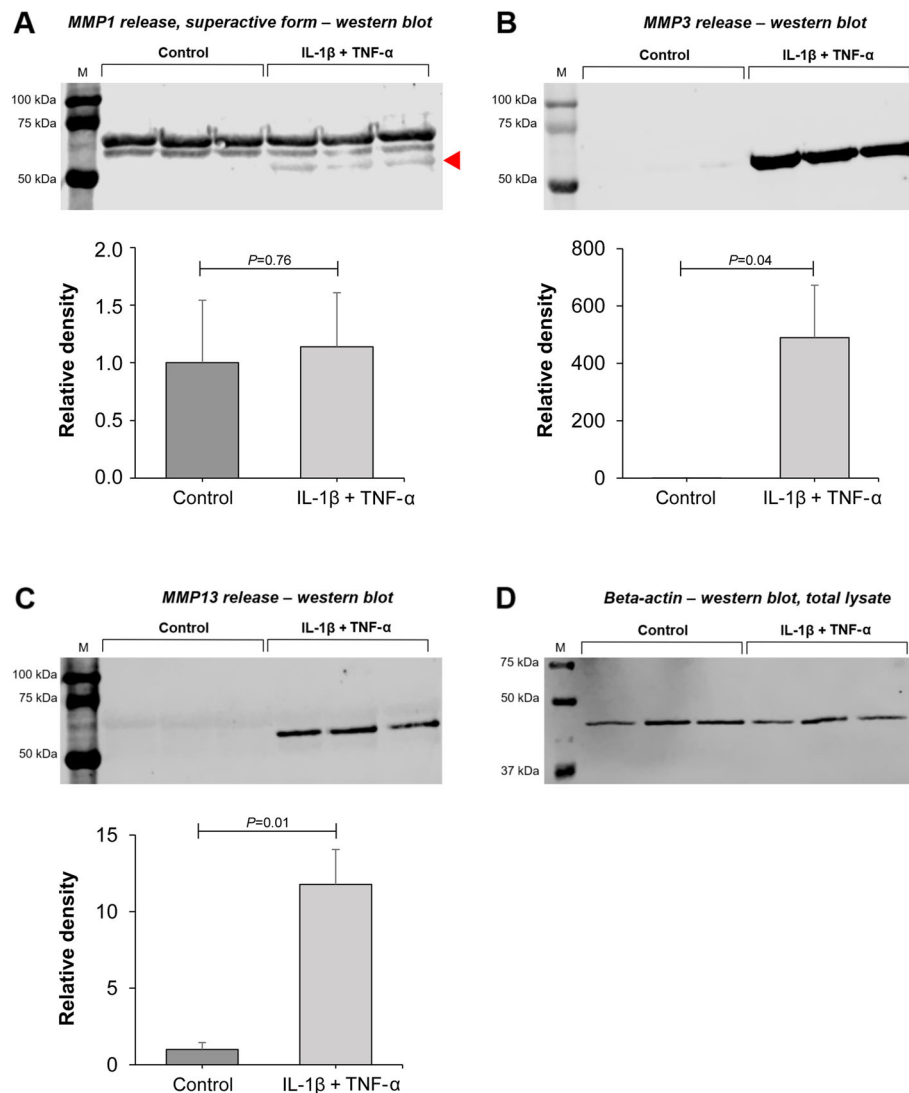 A
MMP1 release, superactive form – western blot
Control
IL-1β + TNF-α
M
100 kDa
75 kDa
50 kDa
2.0
1.5
1.0
0.5
0.0
Relative density
P=0.76
Control
IL-1β + TNF-α
B
MMP3 release – western blot
Control
IL-1β + TNF-α
M
100 kDa
75 kDa
50 kDa
800
600
400
200
0
Relative density
P=0.04
Control
IL-1β + TNF-α
C
MMP13 release – western blot
Control
IL-1β + TNF-α
M
100 kDa
75 kDa
50 kDa
15
10
5
0
Relative density
P=0.01
Control
IL-1β + TNF-α
D
Beta-actin – western blot, total lysate
Control
IL-1β + TNF-α
M
75 kDa
50 kDa
37 kDa